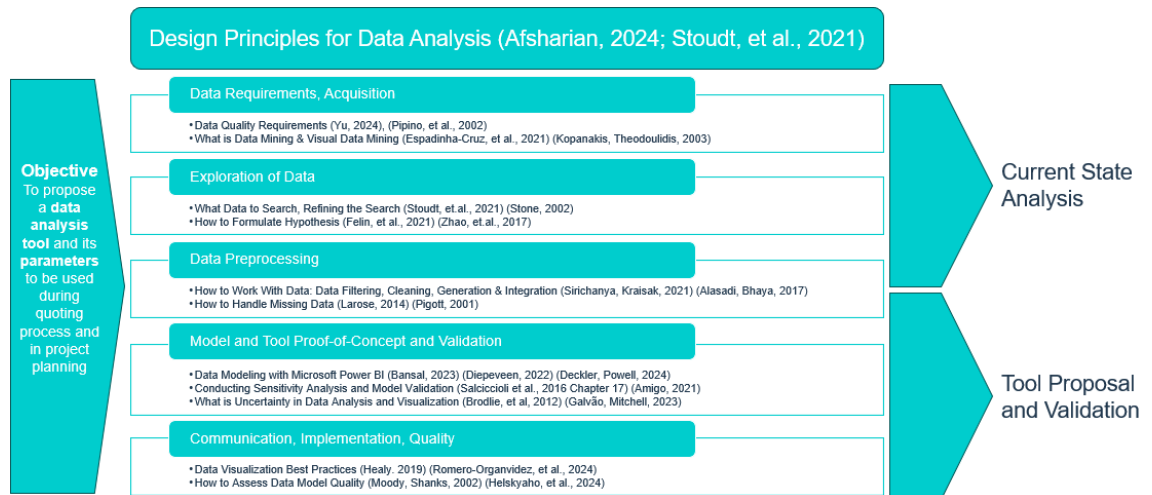 Design Principles for Data Analysis (Afsharian, 2024; Stoudt, et al., 2021)
Objective
To propose
a data
analysis
tool and its
parameters
to be used
during
quoting
process and
in project
planning
Data Requirements, Acquisition
• Data Quality Requirements (Yu, 2024), (Pipino, et al., 2002)
• What is Data Mining & Visual Data Mining (Espadinha-Cruz, et al., 2021) (Kopanakis, Theodoulidis, 2003)
Exploration of Data
• What Data to Search, Refining the Search (Stoudt, et.al., 2021) (Stone, 2002)
• How to Formulate Hypothesis (Felin, et al., 2021) (Zhao, et.al., 2017)
Data Preprocessing
• How to Work With Data: Data Filtering, Cleaning, Generation & Integration (Sirichanya, Kraisak, 2021) (Alasadi, Bhaya, 2017)
• How to Handle Missing Data (Larose, 2014) (Pigott, 2001)
Model and Tool Proof-of-Concept and Validation
• Data Modeling with Microsoft Power BI (Bansal, 2023) (Diepeveen, 2022) (Deckler, Powell, 2024)
• Conducting Sensitivity Analysis and Model Validation (Salciccioli et al., 2016 Chapter 17) (Amigo, 2021)
• What is Uncertainty in Data Analysis and Visualization (Brodlie, et al, 2012) (Galvão, Mitchell, 2023)
Communication, Implementation, Quality
• Data Visualization Best Practices (Healy. 2019) (Romero-Organvidez, et al., 2024)
• How to Assess Data Model Quality (Moody, Shanks, 2002) (Helskyaho, et al., 2024)
Current State
Analysis
Tool Proposal
and Validation